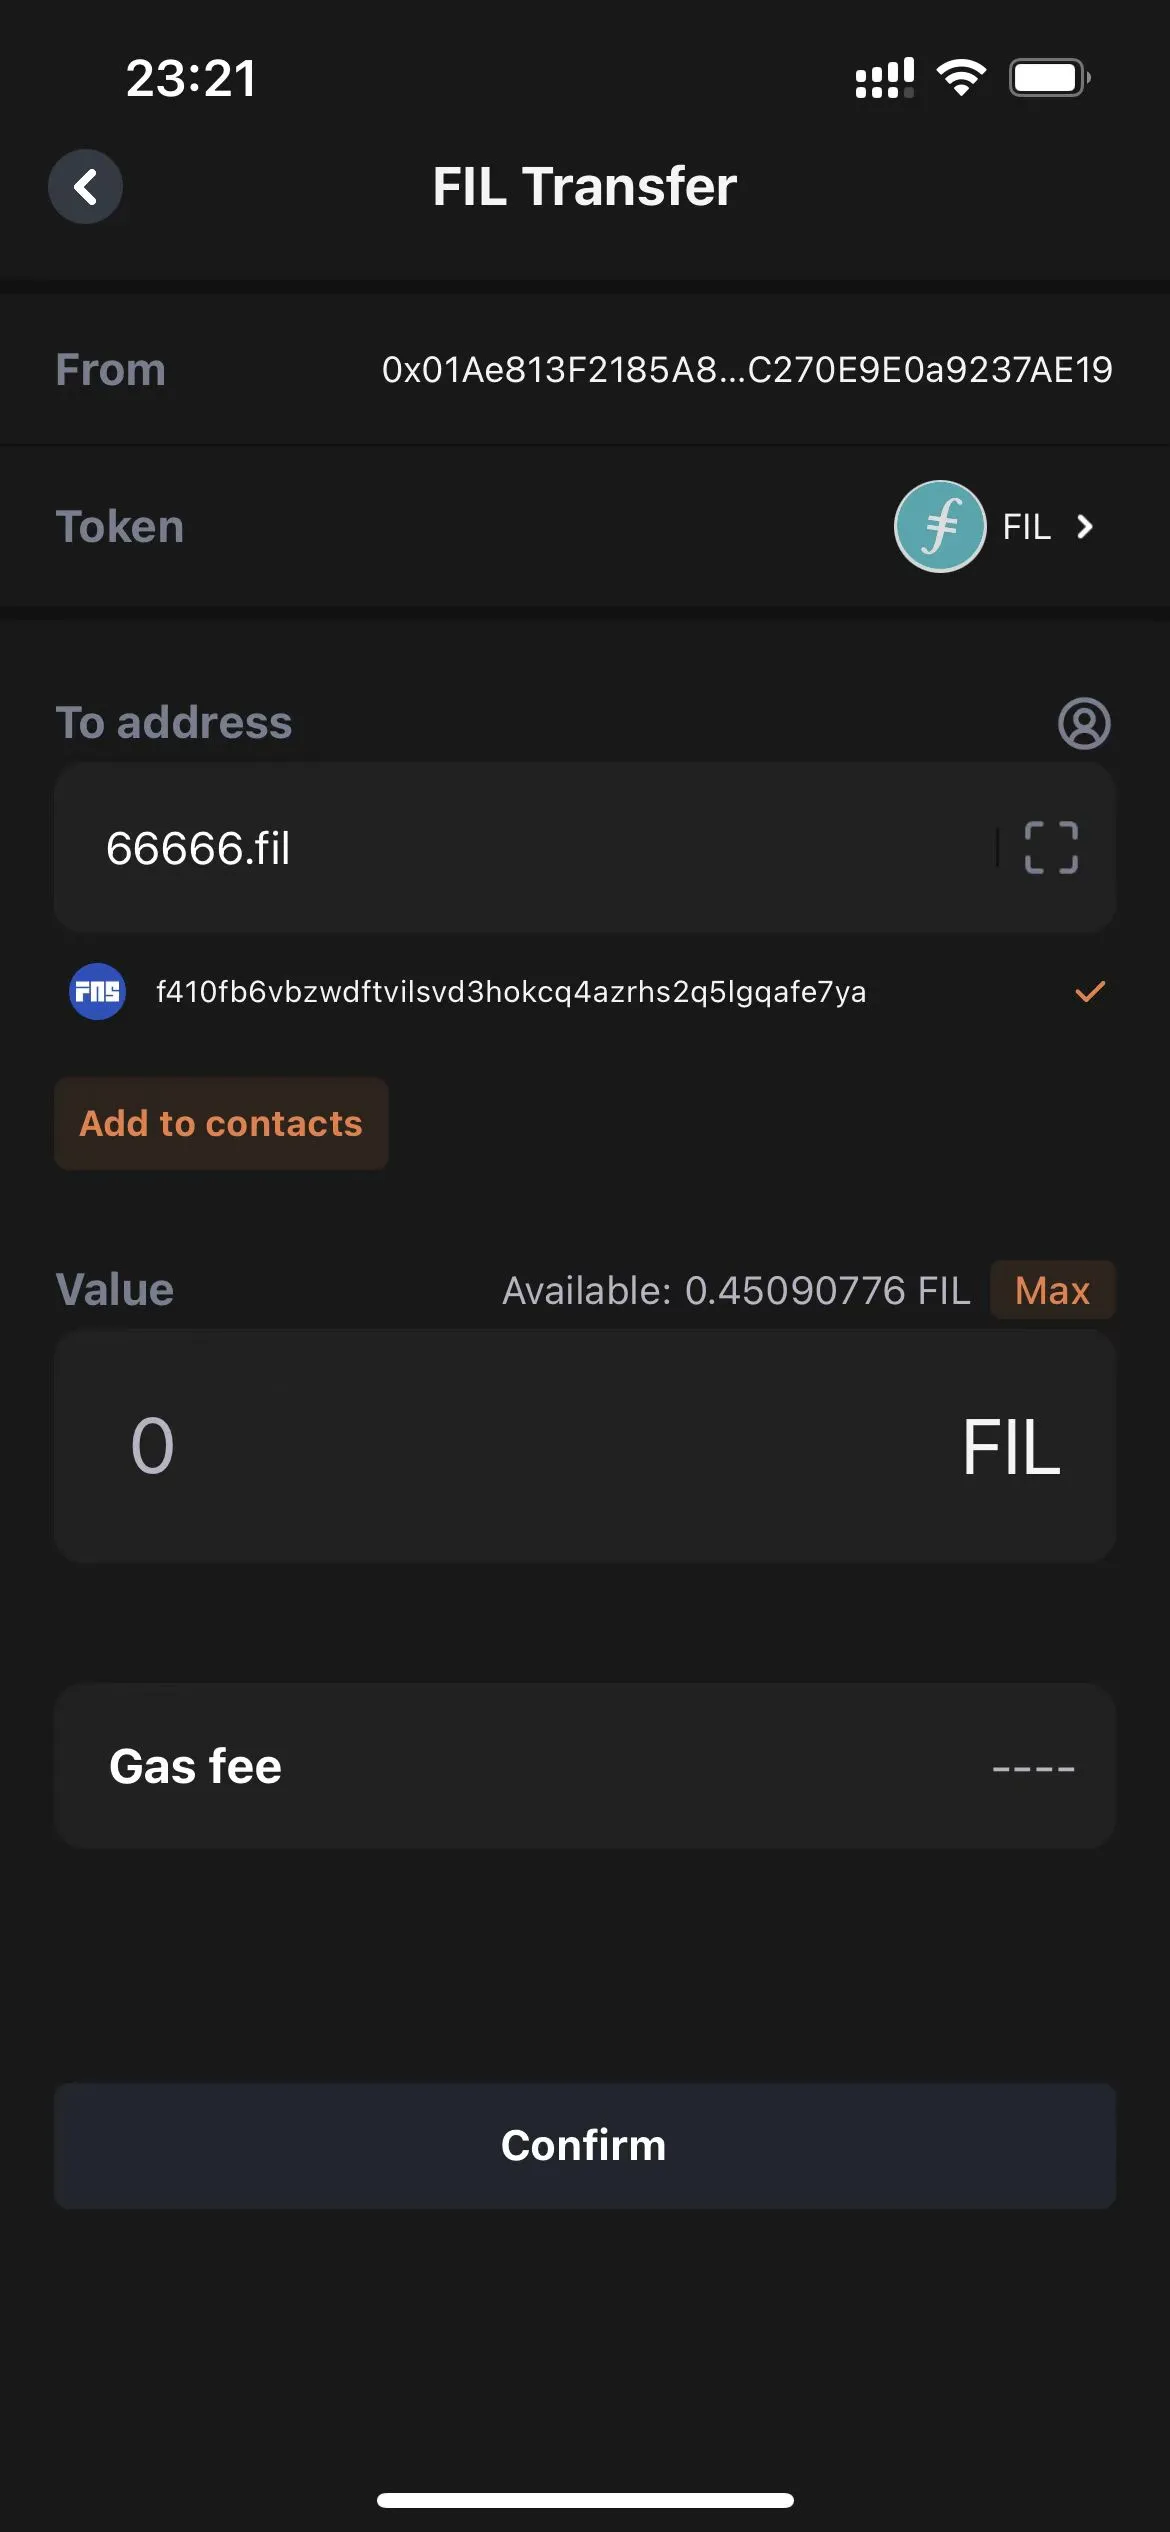 23:21
FIL Transfer
From 0x01Ae813F2185A8...C270E9E0a9237AE19
Token FIL
To address
66666.fil
FNS f410fb6vbzwdftvilsvd3hokcq4azrhs2q5lgqafe7ya
Add to contacts
Value Available: 0.45090776 FIL Max
0 FIL
Gas fee ----
Confirm